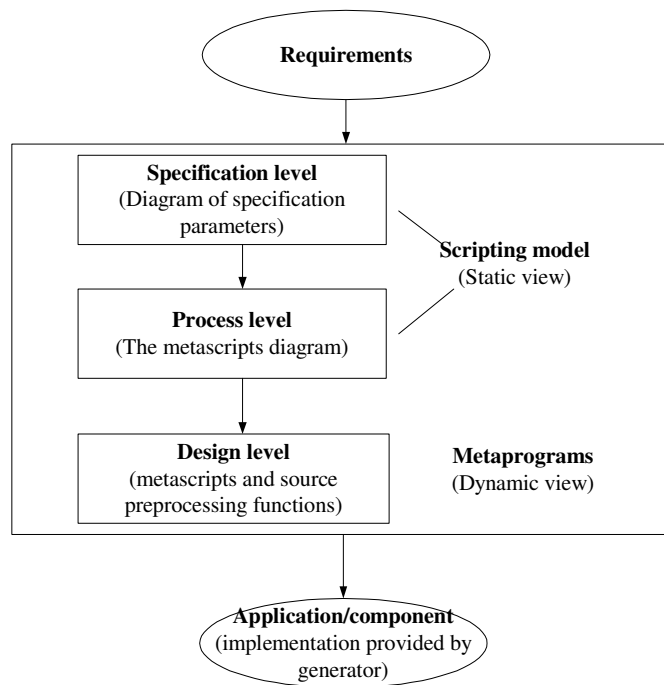 Requirements
Specification level
(Diagram of specification
parameters)
Scripting model
(Static view)
Process level
(The metascripts diagram)
Design level
(metascripts and source
preprocessing functions)
Metaprograms
(Dynamic view)
Application/component
(implementation provided by
generator)